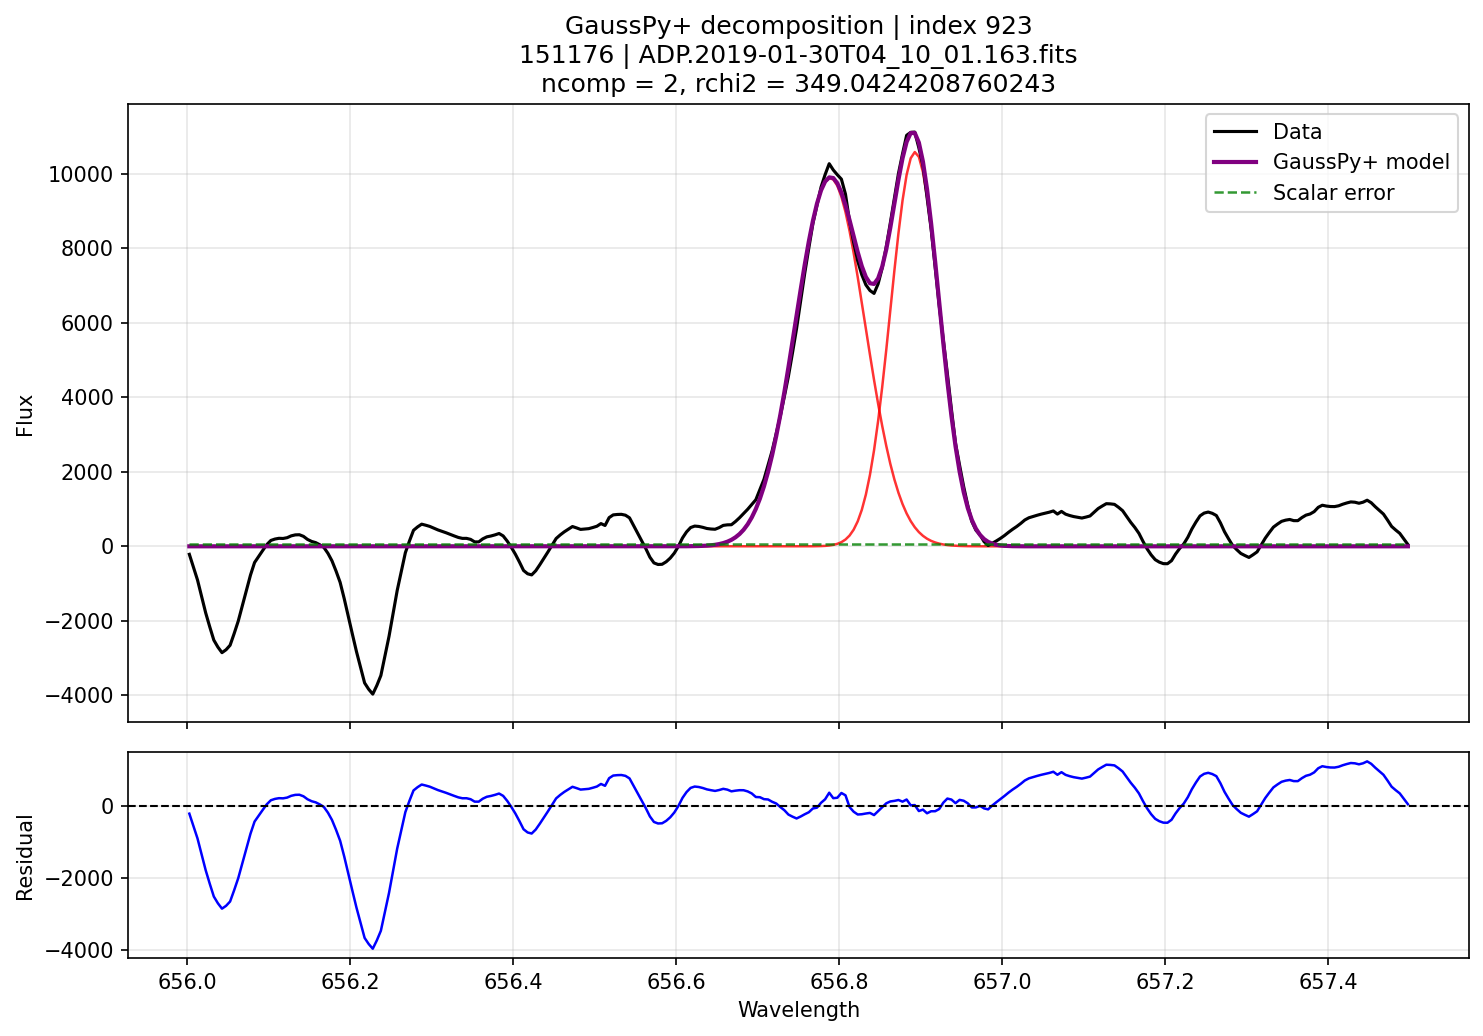 GaussPy+ decomposition | index 923
151176 | ADP.2019-01-30T04_10_01.163.fits
ncomp = 2, rchi2 = 349.0424208760243
Data
GaussPy+ model
Scalar error
Flux
10000
8000
6000
4000
2000
0
−2000
−4000
Residual
0
−2000
−4000
656.0 656.2 656.4 656.6 656.8 657.0 657.2 657.4
Wavelength